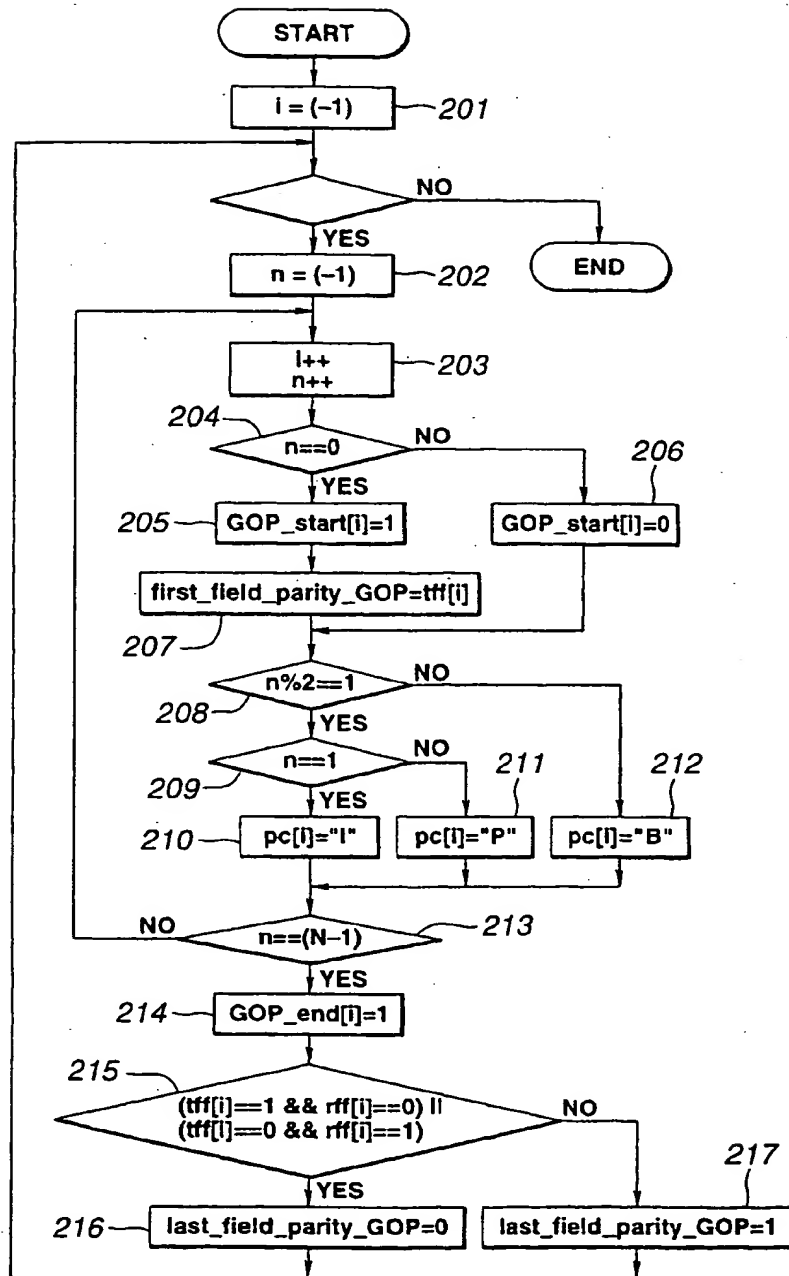 START
i = (−1)
201
NO
YES
END
n = (−1)
202
i++
n++
203
204
n==0
NO
YES
206
205
GOP_start[i]=1
GOP_start[i]=0
first_field_parity_GOP=tff[i]
207
n%2==1
NO
208
YES
n==1
NO
209
YES
211
212
210
pc[i]="I"
pc[i]="P"
pc[i]="B"
NO
n==(N−1)
213
YES
214
GOP_end[i]=1
215
(tff[i]==1 && rff[i]==0) ||
(tff[i]==0 && rff[i]==1)
NO
YES
217
216
last_field_parity_GOP=0
last_field_parity_GOP=1